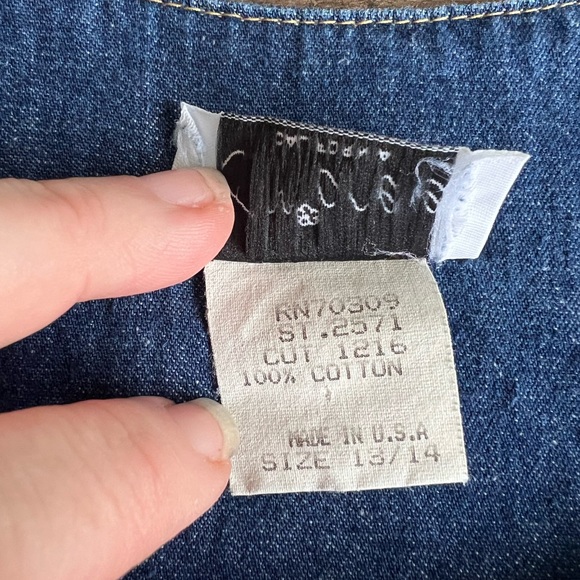 RN70309
ST.2571
CUT 1216
100% COTTON
MADE IN U.S.A
SIZE 13/14